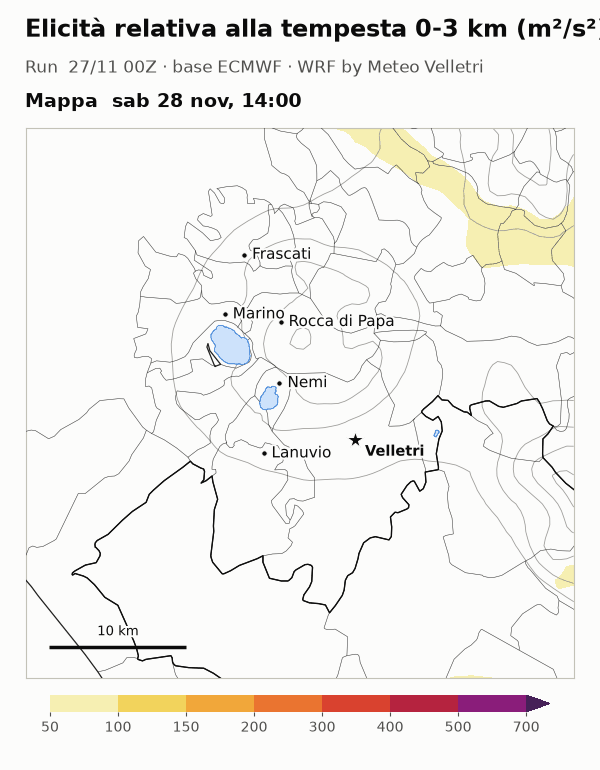 Elicità relativa alla tempesta 0-3 km (m²/s²)
Run  27/11 00Z · base ECMWF · WRF by Meteo Velletri
Mappa  sab 28 nov, 14:00
Frascati
Marino
Rocca di Papa
Nemi
Velletri
Lanuvio
10 km
50 100 150 200 300 400 500 700